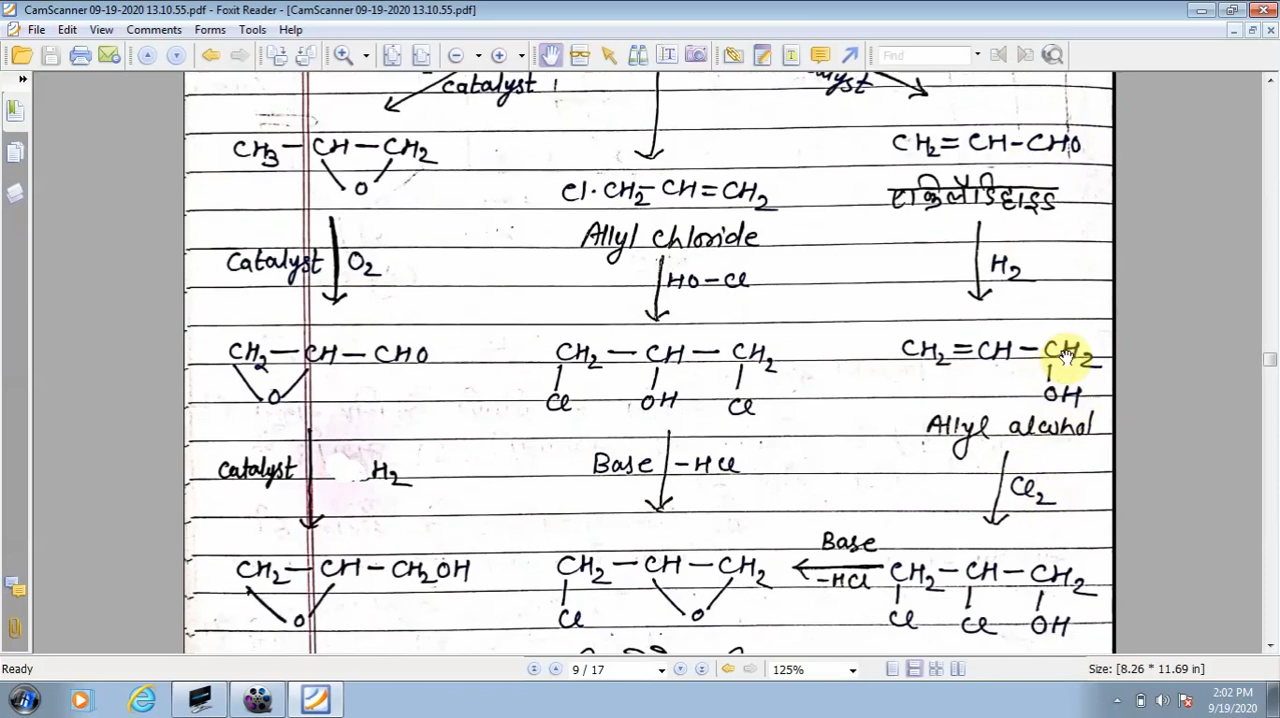 CamScanner 09-19-2020 13.10.55.pdf - Foxit Reader - [CamScanner 09-19-2020 13.10.55.pdf]
File Edit View Comments Forms Tools Help
Find
catalyst
CH3 — CH — CH2
O
Cl·CH2 — CH = CH2
CH2 = CH - CHO
Allyl chloride
Catalyst O2
HO — Cl
H2
CH2 — CH — CHO
O
CH2 — CH — CH2
Cl OH Cl
CH2 = CH — CH2
OH
Allyl alcohol
Catalyst H2
Base -HCl
Cl2
CH2 — CH — CH2OH
O
CH2 — CH — CH2
Cl O
Base
-HCl
CH2 — CH — CH2
Cl Cl OH
Ready
9 / 17
125%
Size: [8.26 * 11.69 in]
2:02 PM
9/19/2020